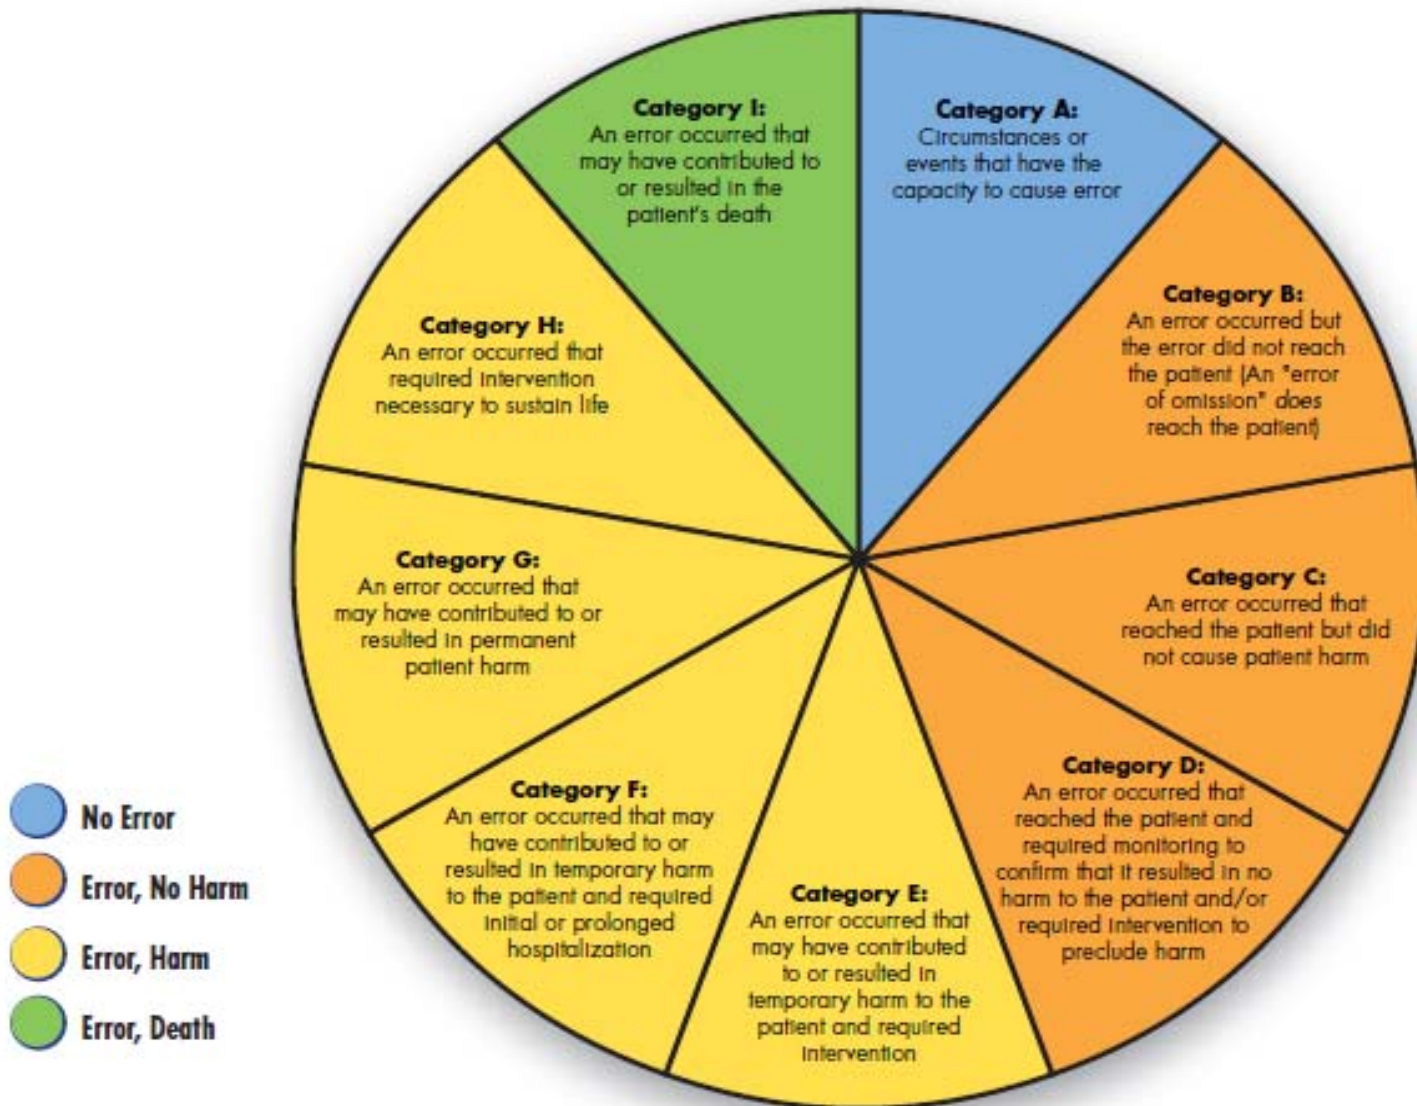 Category A:
Circumstances or
events that have the
capacity to cause error
Category B:
An error occurred but
the error did not reach
the patient (An "error
of omission" does
reach the patient)
Category C:
An error occurred that
reached the patient but did
not cause patient harm
Category D:
An error occurred that
reached the patient and
required monitoring to
confirm that it resulted in no
harm to the patient and/or
required intervention to
preclude harm
Category E:
An error occurred that
may have contributed
to or resulted in
temporary harm to the
patient and required
intervention
Category F:
An error occurred that may
have contributed to or
resulted in temporary harm
to the patient and required
initial or prolonged
hospitalization
Category G:
An error occurred that
may have contributed to or
resulted in permanent
patient harm
Category H:
An error occurred that
required intervention
necessary to sustain life
Category I:
An error occurred that
may have contributed to
or resulted in the
patient's death
No Error
Error, No Harm
Error, Harm
Error, Death